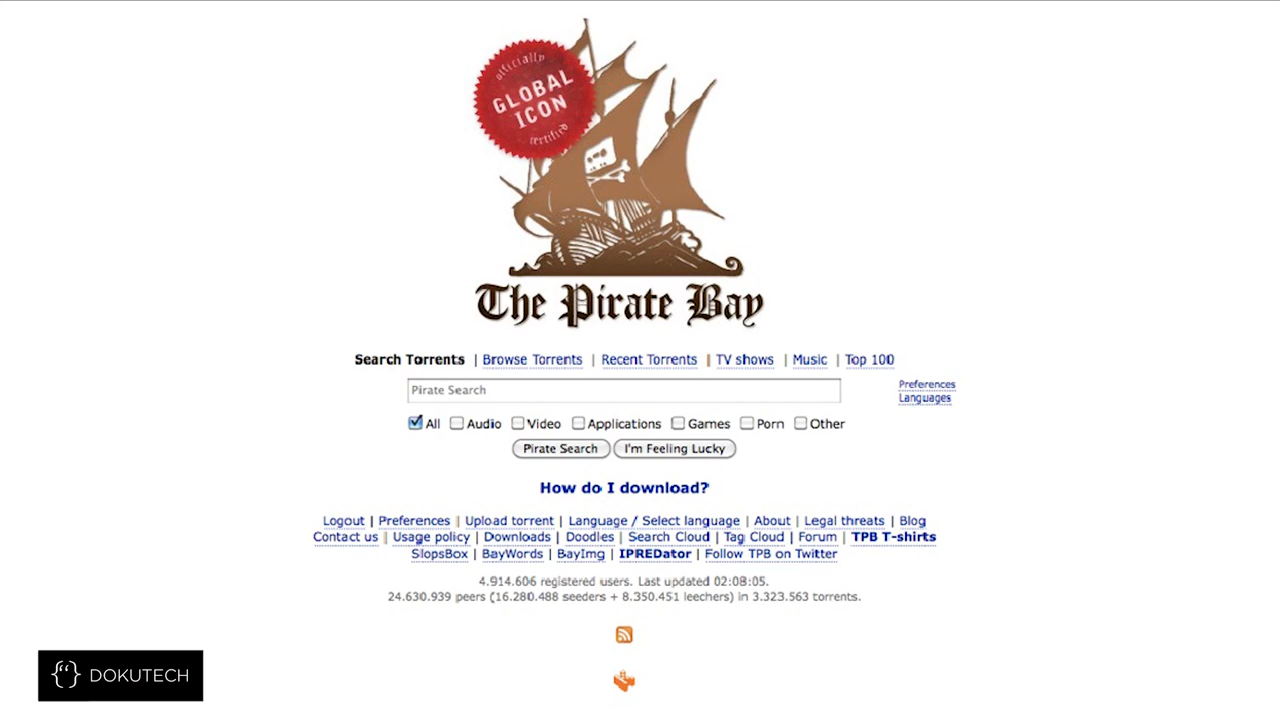 officially
GLOBAL
ICON
certified
The Pirate Bay
Search Torrents | Browse Torrents | Recent Torrents | TV shows | Music | Top 100
Pirate Search
Preferences
Languages
All Audio Video Applications Games Porn Other
Pirate Search I'm Feeling Lucky
How do I download?
Logout | Preferences | Upload torrent | Language / Select language | About | Legal threats | Blog
Contact us | Usage policy | Downloads | Doodles | Search Cloud | Tag Cloud | Forum | TPB T-shirts
SlopsBox | BayWords | BayImg | IPREDator | Follow TPB on Twitter
4.914.606 registered users. Last updated 02:08:05.
24.630.939 peers (16.280.488 seeders + 8.350.451 leechers) in 3.323.563 torrents.
DOKUTECH